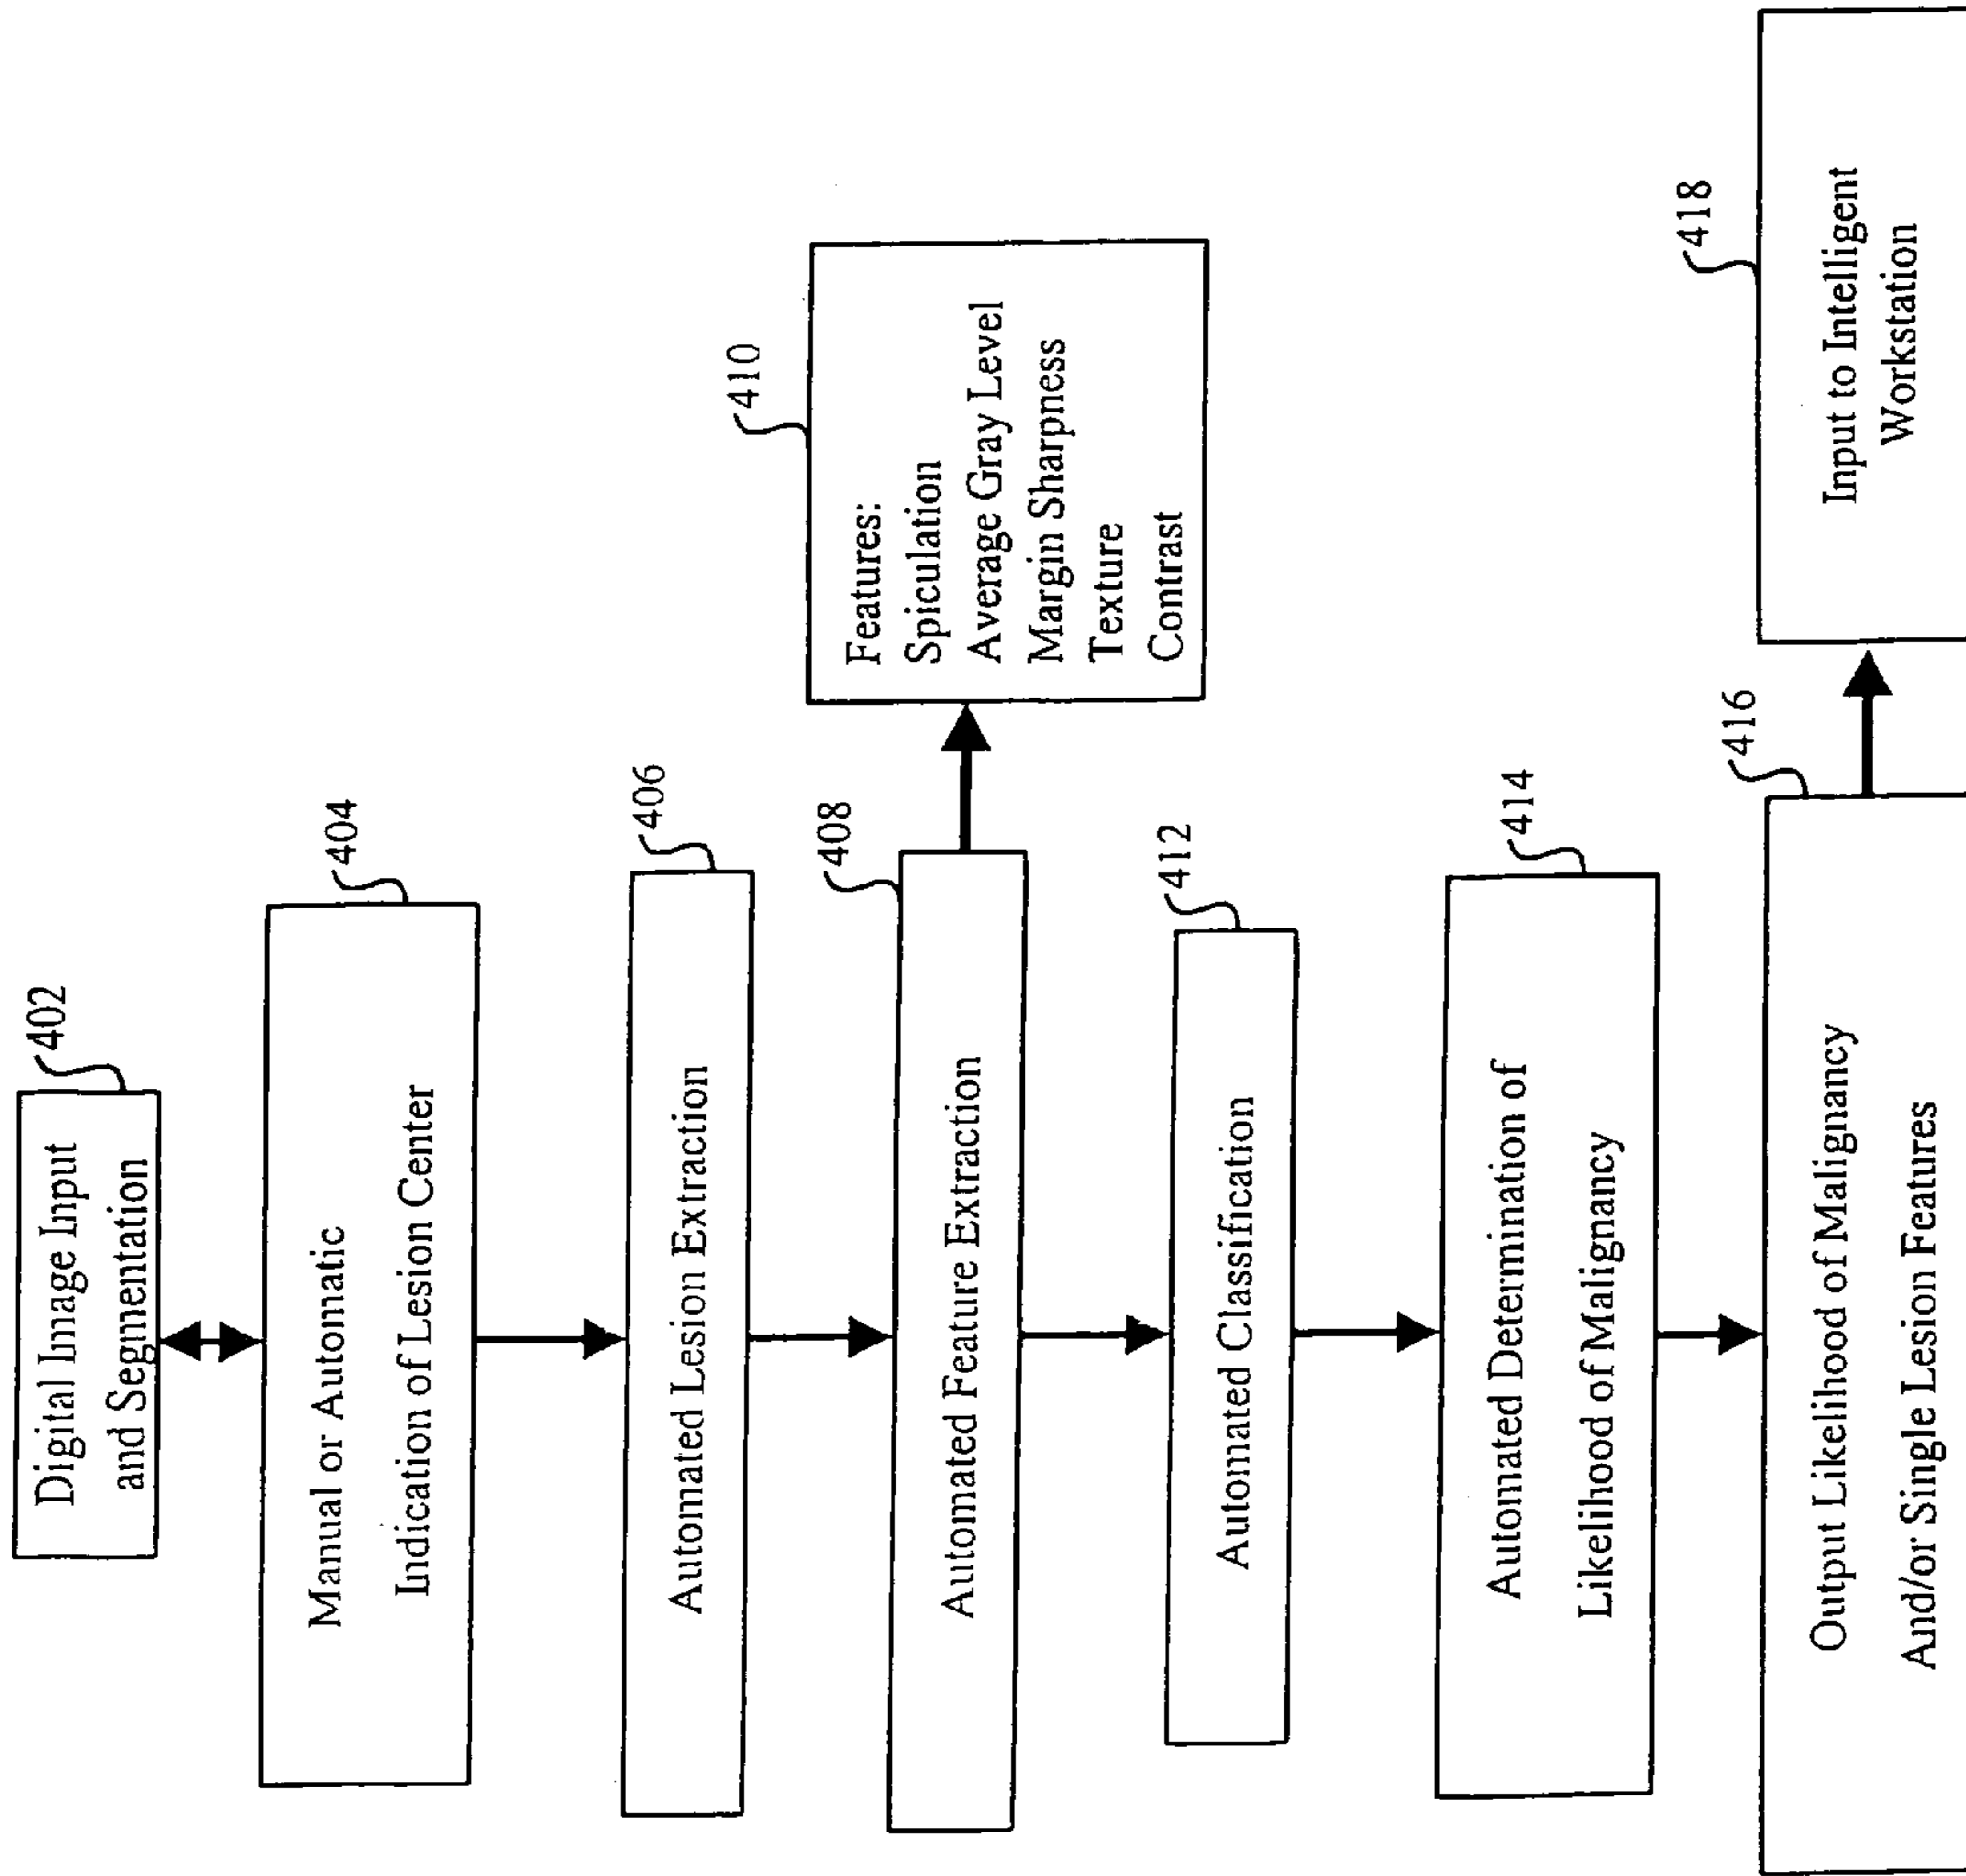 402
Digital Image Input
and Segmentation
404
Manual or Automatic
Indication of Lesion Center
406
Automated Lesion Extraction
408
Automated Feature Extraction
410
Features:
Spiculation
Average Gray Level
Margin Sharpness
Texture
Contrast
412
Automated Classification
414
Automated Determination of
Likelihood of Malignancy
416
Output Likelihood of Malignancy
And/or Single Lesion Features
418
Input to Intelligent
Workstation